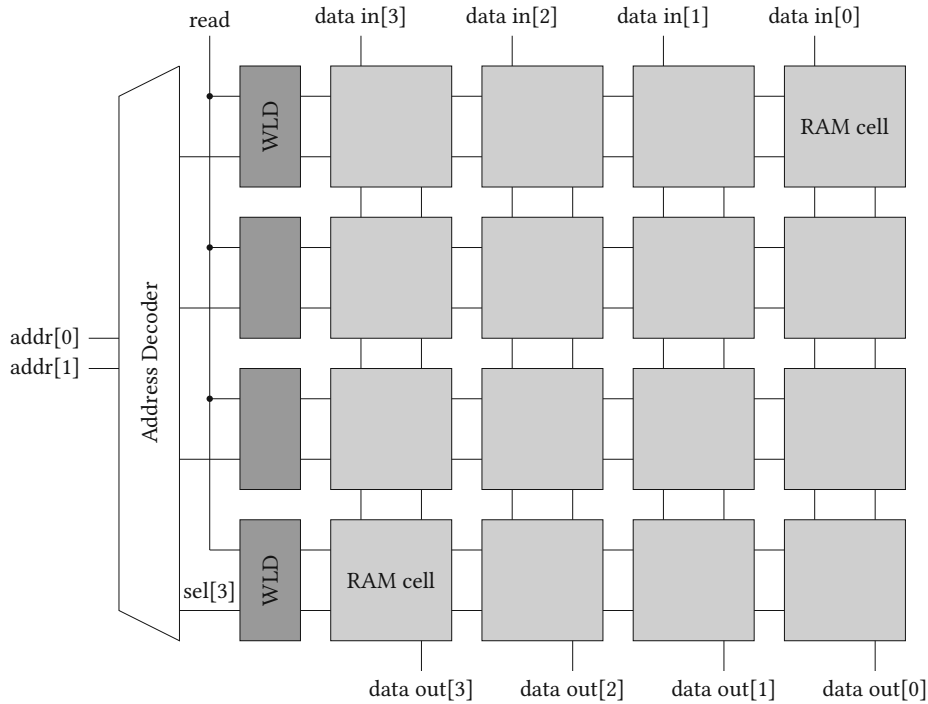 read
data in[3]
data in[2]
data in[1]
data in[0]
WLD
RAM cell
addr[0]
addr[1]
Address Decoder
sel[3]
WLD
RAM cell
data out[3]
data out[2]
data out[1]
data out[0]